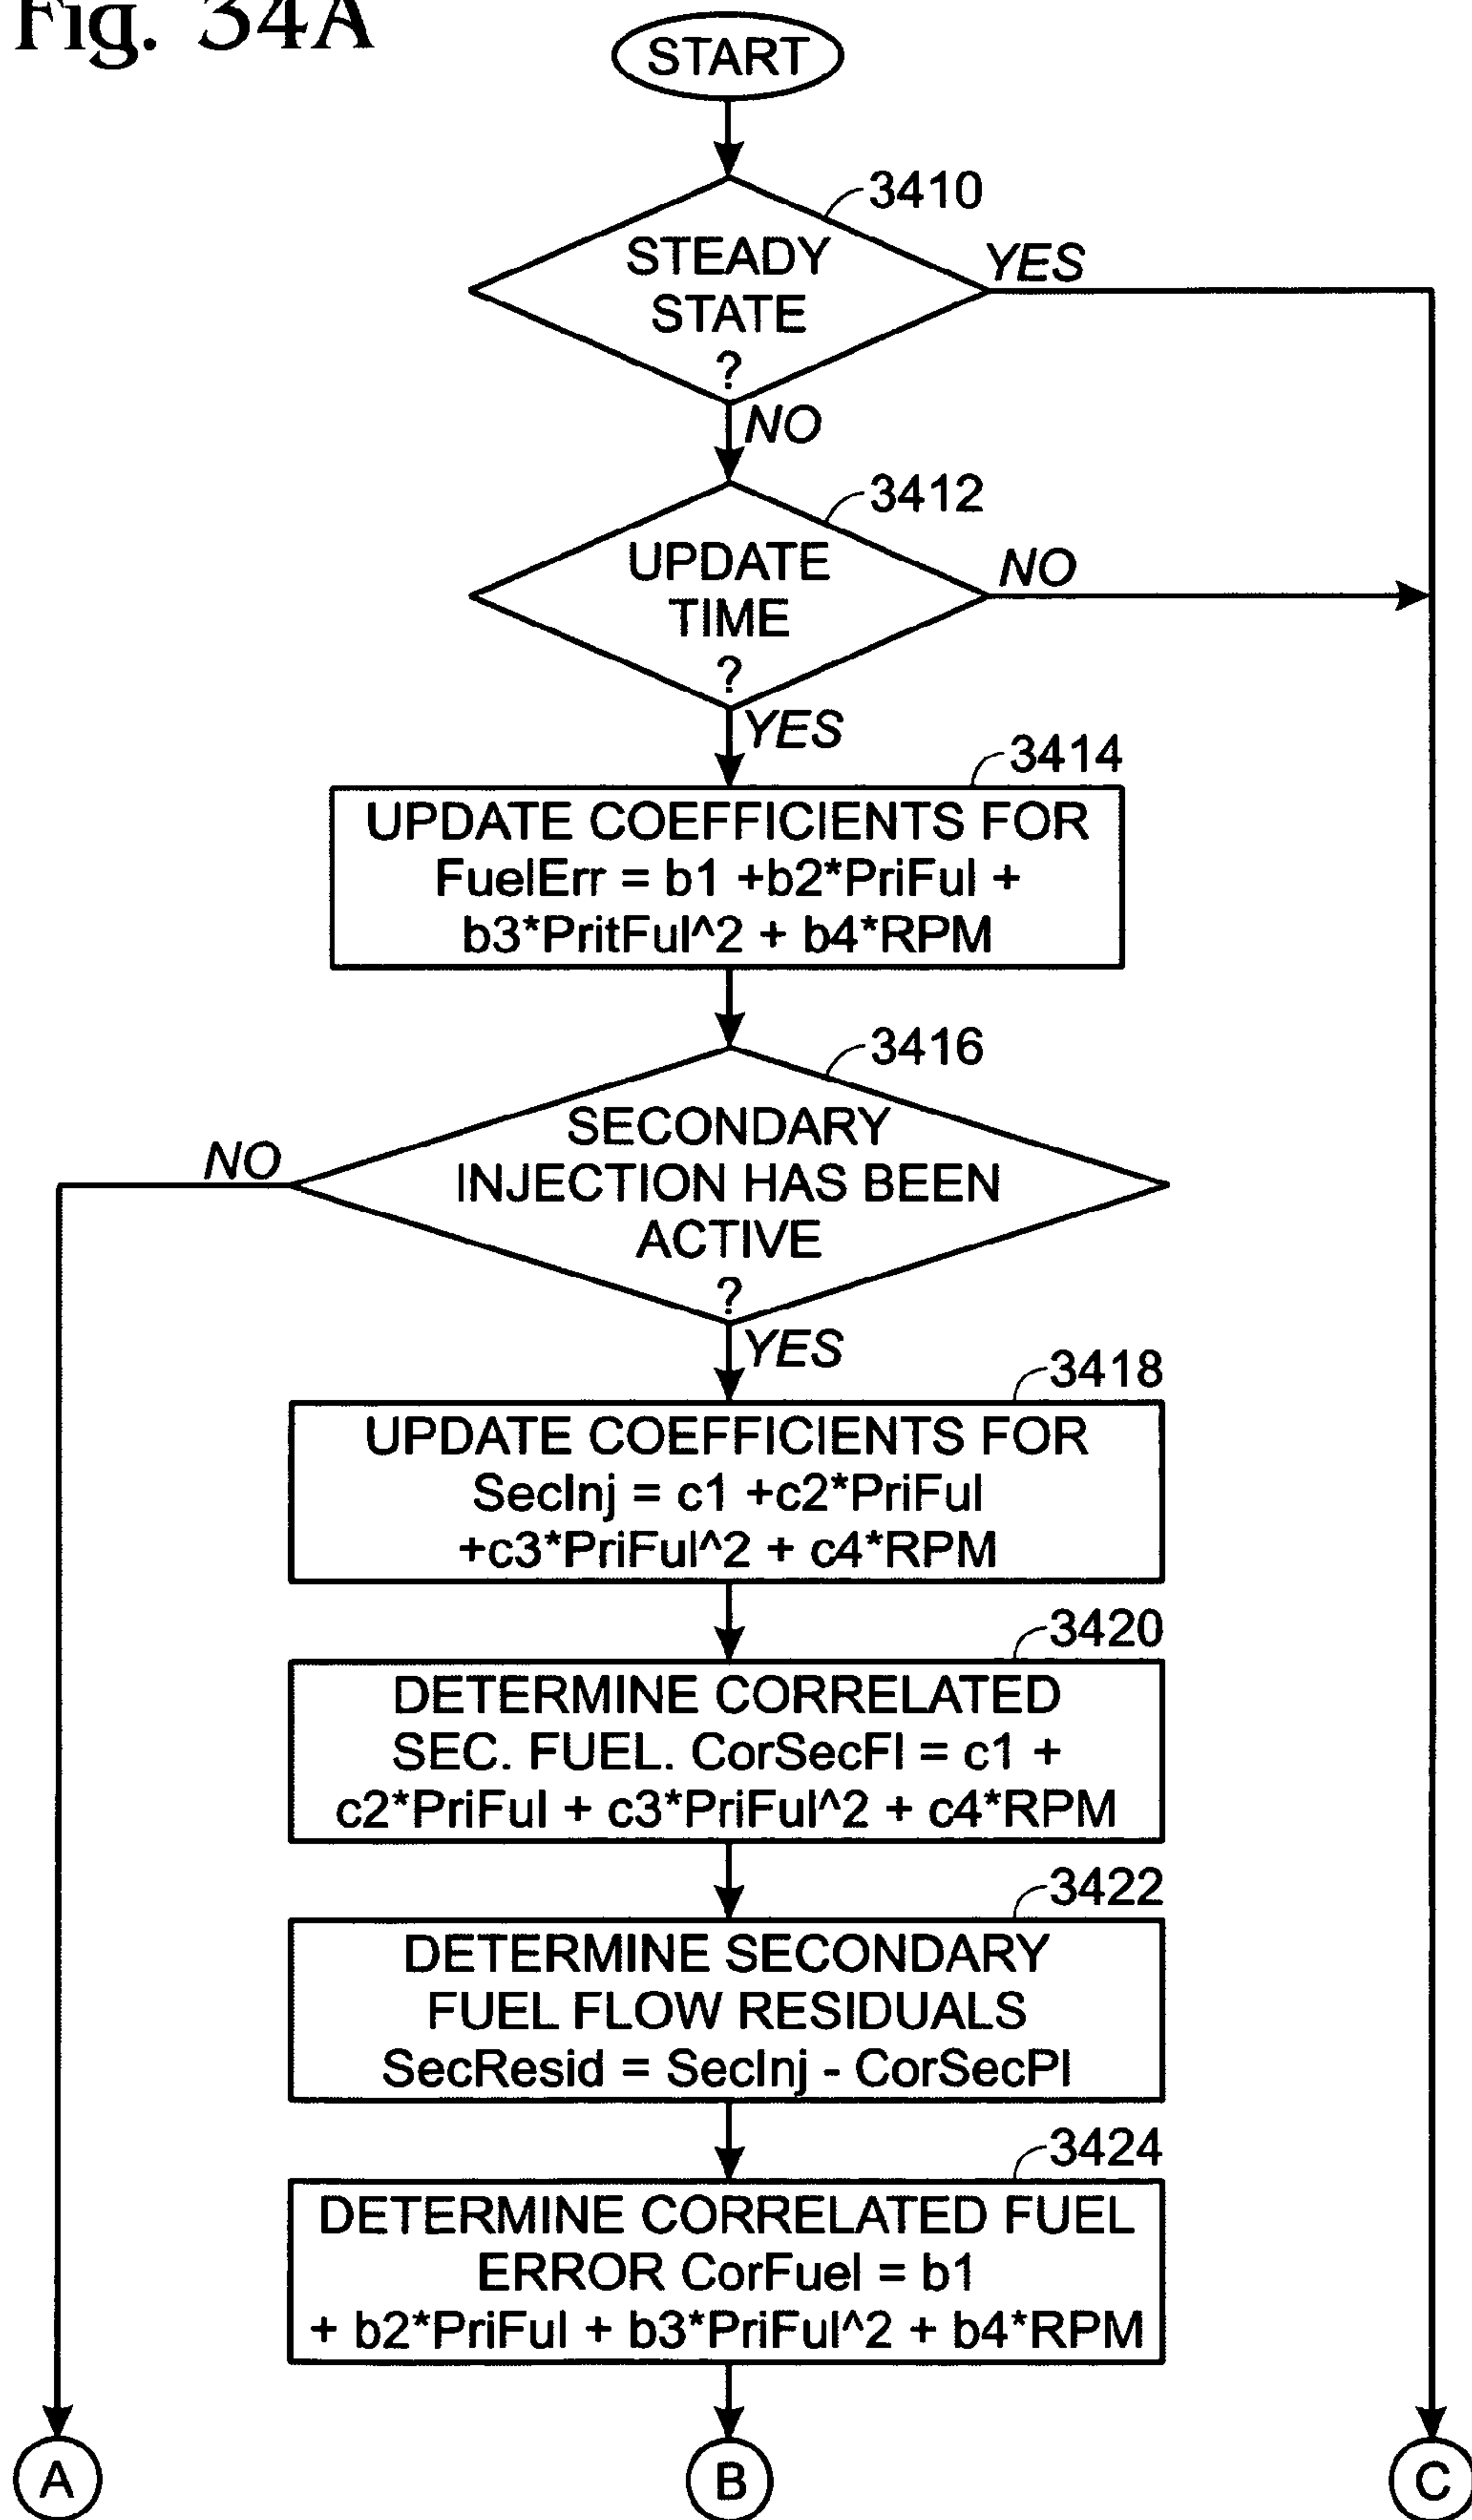 Fig. 34A
START
3410
STEADY
STATE
?
YES
NO
3412
UPDATE
TIME
?
NO
YES
3414
UPDATE COEFFICIENTS FOR
FuelErr = b1 +b2*PriFul +
b3*PritFul^2 + b4*RPM
3416
SECONDARY
INJECTION HAS BEEN
ACTIVE
?
NO
YES
3418
UPDATE COEFFICIENTS FOR
SecInj = c1 +c2*PriFul
+c3*PriFul^2 + c4*RPM
3420
DETERMINE CORRELATED
SEC. FUEL. CorSecFl = c1 +
c2*PriFul + c3*PriFul^2 + c4*RPM
3422
DETERMINE SECONDARY
FUEL FLOW RESIDUALS
SecResid = SecInj - CorSecPl
3424
DETERMINE CORRELATED FUEL
ERROR CorFuel = b1
+ b2*PriFul + b3*PriFul^2 + b4*RPM
A
B
C